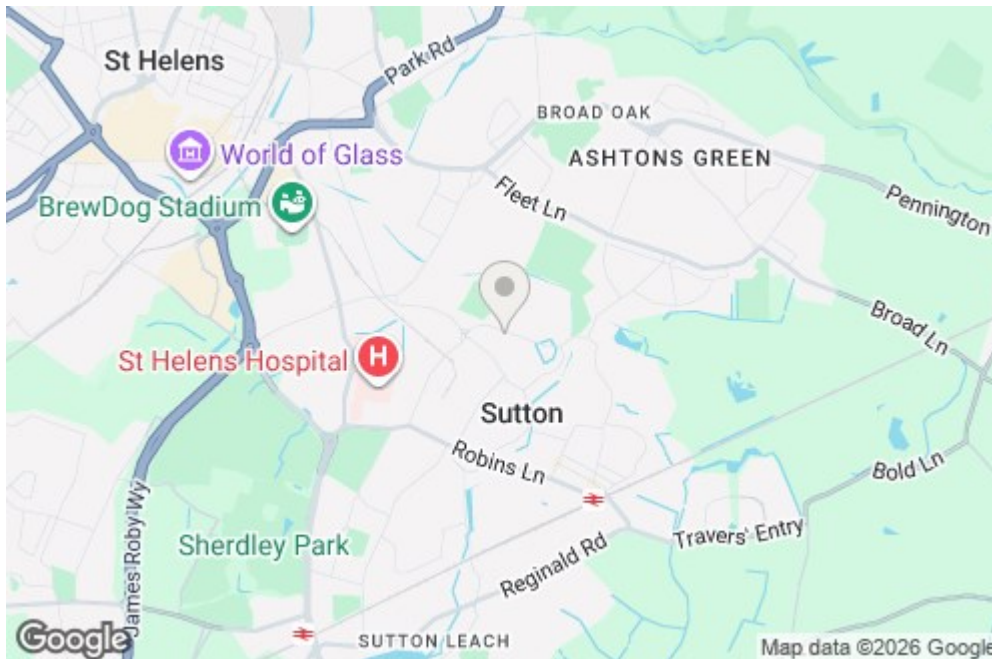 St Helens
Park Rd
BROAD OAK
World of Glass
ASHTONS GREEN
BrewDog Stadium
Fleet Ln
Pennington
Broad Ln
St Helens Hospital
H
Sutton
Robins Ln
Bold Ln
James Roby Wy
Travers' Entry
Sherdley Park
Reginald Rd
SUTTON LEACH
Google
Map data ©2026 Google